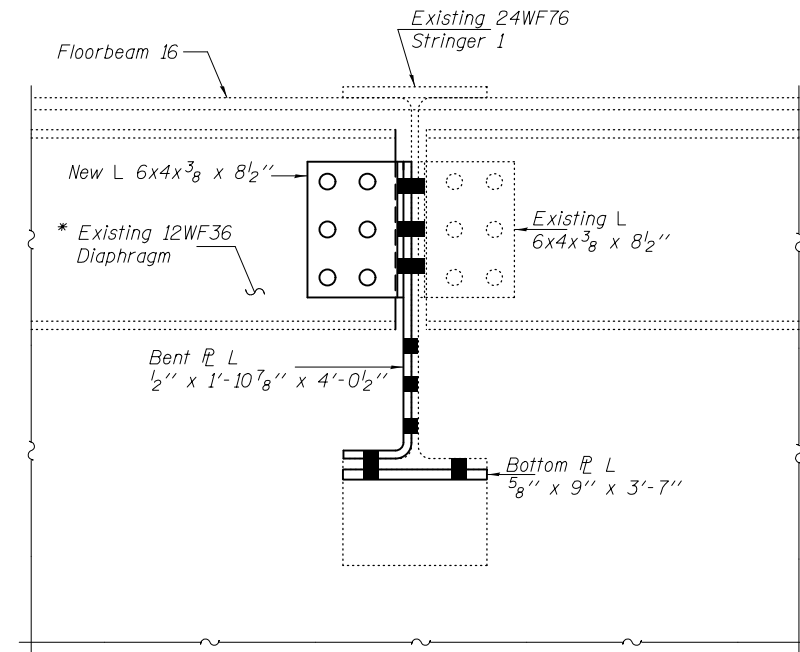 Existing 24WF76
Stringer 1
Floorbeam 16
New L 6x4x3/8 x 8 1/2"
Existing L
6x4x3/8 x 8 1/2"
* Existing 12WF36
Diaphragm
Bent ℄ L
1/2" x 1'-10 7/8" x 4'-0 1/2"
Bottom ℄ L
5/8" x 9" x 3'-7"